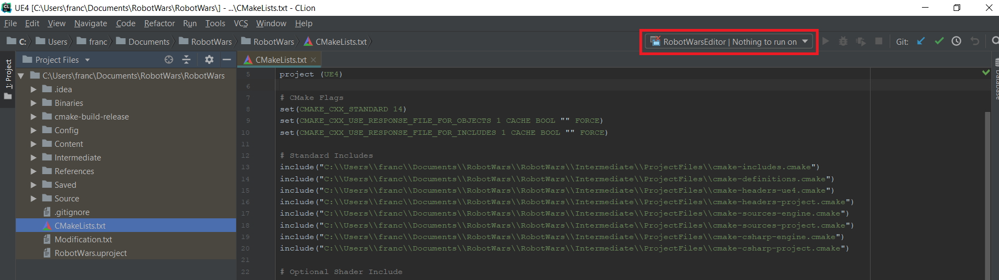 UE4 [C:\Users\franc\Documents\RobotWars\RobotWars\] - ...\CMakeLists.txt - CLion
File Edit View Navigate Code Refactor Run Tools VCS Window Help
C: Users franc Documents RobotWars RobotWars CMakeLists.txt RobotWarsEditor | Nothing to run on Git:
1: Project
Project Files
C:\Users\franc\Documents\RobotWars\RobotWars
.idea
Binaries
cmake-build-release
Config
Content
Intermediate
References
Saved
Source
.gitignore
CMakeLists.txt
Modification.txt
RobotWars.uproject
CMakeLists.txt
5 project (UE4)
6
7 # CMake Flags
8 set(CMAKE_CXX_STANDARD 14)
9 set(CMAKE_CXX_USE_RESPONSE_FILE_FOR_OBJECTS 1 CACHE BOOL "" FORCE)
10 set(CMAKE_CXX_USE_RESPONSE_FILE_FOR_INCLUDES 1 CACHE BOOL "" FORCE)
11
12 # Standard Includes
13 include("C:\\Users\\franc\\Documents\\RobotWars\\RobotWars\\Intermediate\\ProjectFiles\\cmake-includes.cmake")
14 include("C:\\Users\\franc\\Documents\\RobotWars\\RobotWars\\Intermediate\\ProjectFiles\\cmake-definitions.cmake")
15 include("C:\\Users\\franc\\Documents\\RobotWars\\RobotWars\\Intermediate\\ProjectFiles\\cmake-headers-ue4.cmake")
16 include("C:\\Users\\franc\\Documents\\RobotWars\\RobotWars\\Intermediate\\ProjectFiles\\cmake-headers-project.cmake")
17 include("C:\\Users\\franc\\Documents\\RobotWars\\RobotWars\\Intermediate\\ProjectFiles\\cmake-sources-engine.cmake")
18 include("C:\\Users\\franc\\Documents\\RobotWars\\RobotWars\\Intermediate\\ProjectFiles\\cmake-sources-project.cmake")
19 include("C:\\Users\\franc\\Documents\\RobotWars\\RobotWars\\Intermediate\\ProjectFiles\\cmake-csharp-engine.cmake")
20 include("C:\\Users\\franc\\Documents\\RobotWars\\RobotWars\\Intermediate\\ProjectFiles\\cmake-csharp-project.cmake")
21
22 # Optional Shader Include
Database